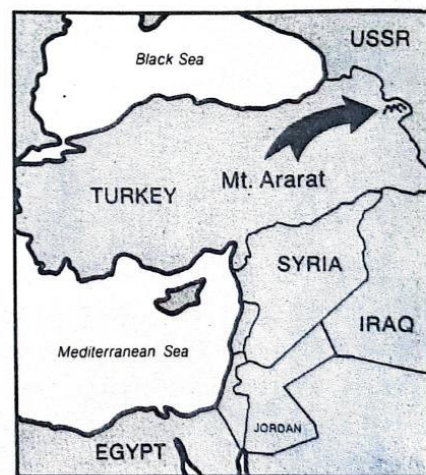 Black Sea
USSR
Mt. Ararat
TURKEY
SYRIA
IRAQ
Mediterranean Sea
JORDAN
EGYPT